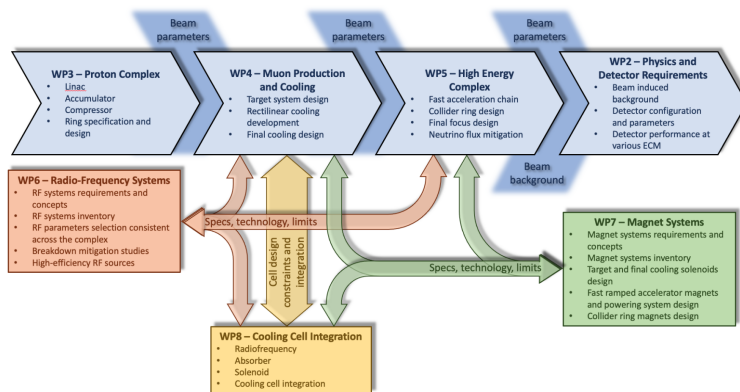 Beam
parameters
Beam
parameters
Beam
parameters
WP3 – Proton Complex
• Linac
• Accumulator
• Compressor
• Ring specification and
design
WP4 – Muon Production
and Cooling
• Target system design
• Rectilinear cooling
development
• Final cooling design
WP5 – High Energy
Complex
• Fast acceleration chain
• Collider ring design
• Final focus design
• Neutrino flux mitigation
WP2 – Physics and
Detector Requirements
• Beam induced
background
• Detector configuration
and parameters
• Detector performance at
various ECM
Beam
background
WP6 – Radio-Frequency Systems
• RF systems requirements and
concepts
• RF systems inventory
• RF parameters selection consistent
across the complex
• Breakdown mitigation studies
• High-efficiency RF sources
Specs, technology, limits
Cell design
constraints and
integration
Specs, technology, limits
WP7 – Magnet Systems
• Magnet systems requirements and
concepts
• Magnet systems inventory
• Target and final cooling solenoids
design
• Fast ramped accelerator magnets
and powering system design
• Collider ring magnets design
WP8 – Cooling Cell Integration
• Radiofrequency
• Absorber
• Solenoid
• Cooling cell integration